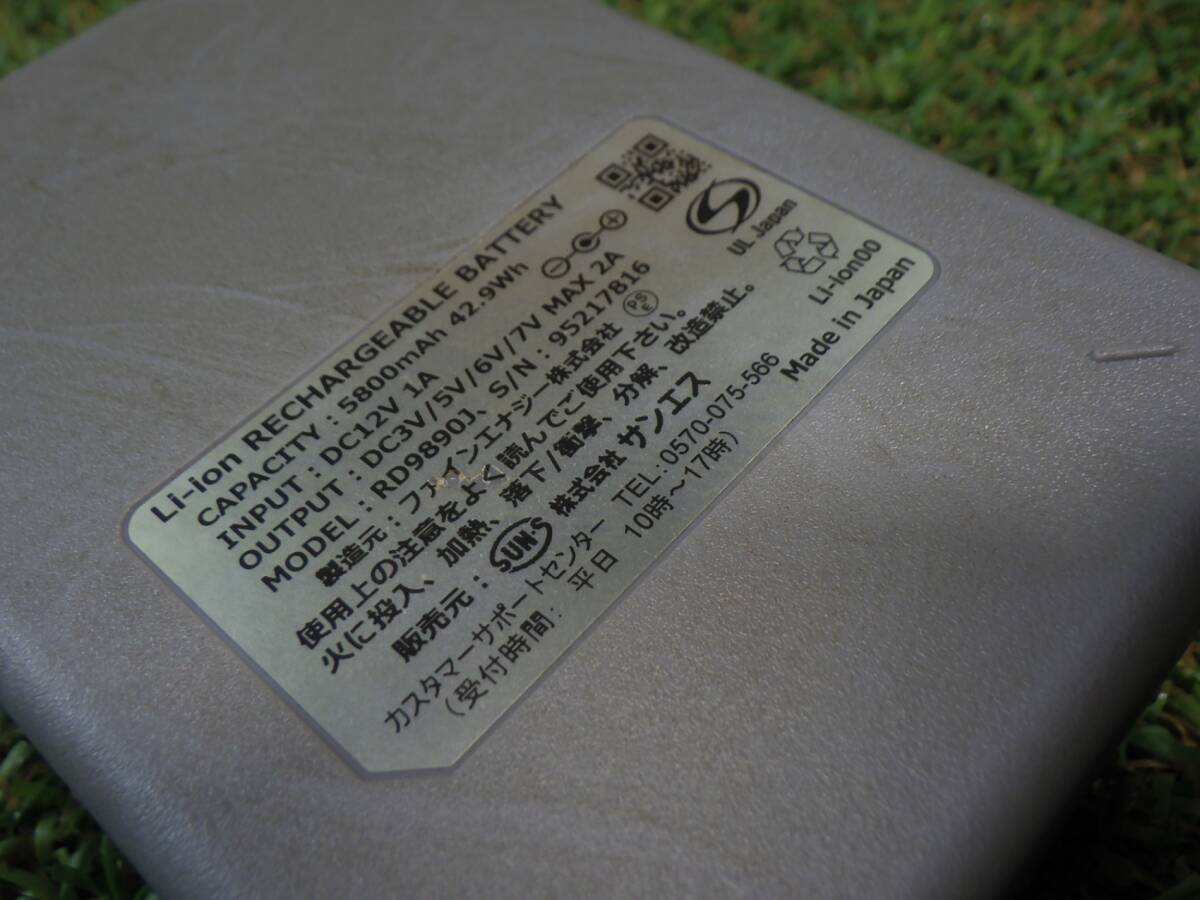 Li-ion RECHARGEABLE BATTERY
CAPACITY : 5800mAh 42.9Wh
INPUT : DC12V 1A
OUTPUT : DC3V/5V/6V/7V MAX 2A
MODEL : RD9890J、S/N : 95217816
製造元 : ファインエナジー株式会社 PSE
使用上の注意をよく読んでご使用下さい。
火に投入、加熱、落下/衝撃、分解、改造禁止。
販売元 : SUN-S 株式会社 サンエス
カスタマーサポートセンター TEL:0570-075-566
(受付時間: 平日 10時～17時)
UL Japan
Li-ion00
Made in Japan